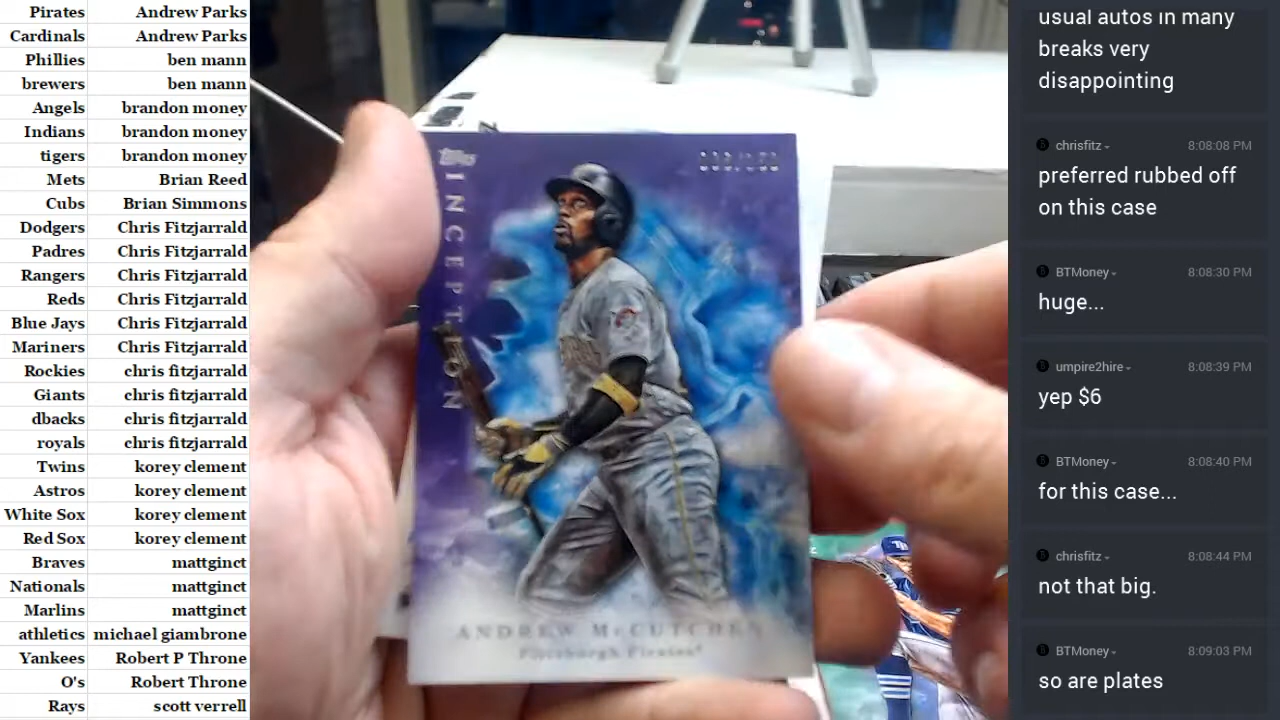 Pirates Andrew Parks
Cardinals Andrew Parks
Phillies ben mann
brewers ben mann
Angels brandon money
Indians brandon money
tigers brandon money
Mets Brian Reed
Cubs Brian Simmons
Dodgers Chris Fitzjarrald
Padres Chris Fitzjarrald
Rangers Chris Fitzjarrald
Reds Chris Fitzjarrald
Blue Jays Chris Fitzjarrald
Mariners Chris Fitzjarrald
Rockies chris fitzjarrald
Giants chris fitzjarrald
dbacks chris fitzjarrald
royals chris fitzjarrald
Twins korey clement
Astros korey clement
White Sox korey clement
Red Sox korey clement
Braves mattginct
Nationals mattginct
Marlins mattginct
athletics michael giambrone
Yankees Robert P Throne
O's Robert Throne
Rays scott verrell
Topps
INCEPTION
ANDREW McCUTCHEN
Pittsburgh Pirates
usual autos in many
breaks very
disappointing
chrisfitz 8:08:08 PM
preferred rubbed off
on this case
BTMoney 8:08:30 PM
huge...
umpire2hire 8:08:39 PM
yep $6
BTMoney 8:08:40 PM
for this case...
chrisfitz 8:08:44 PM
not that big.
BTMoney 8:09:03 PM
so are plates